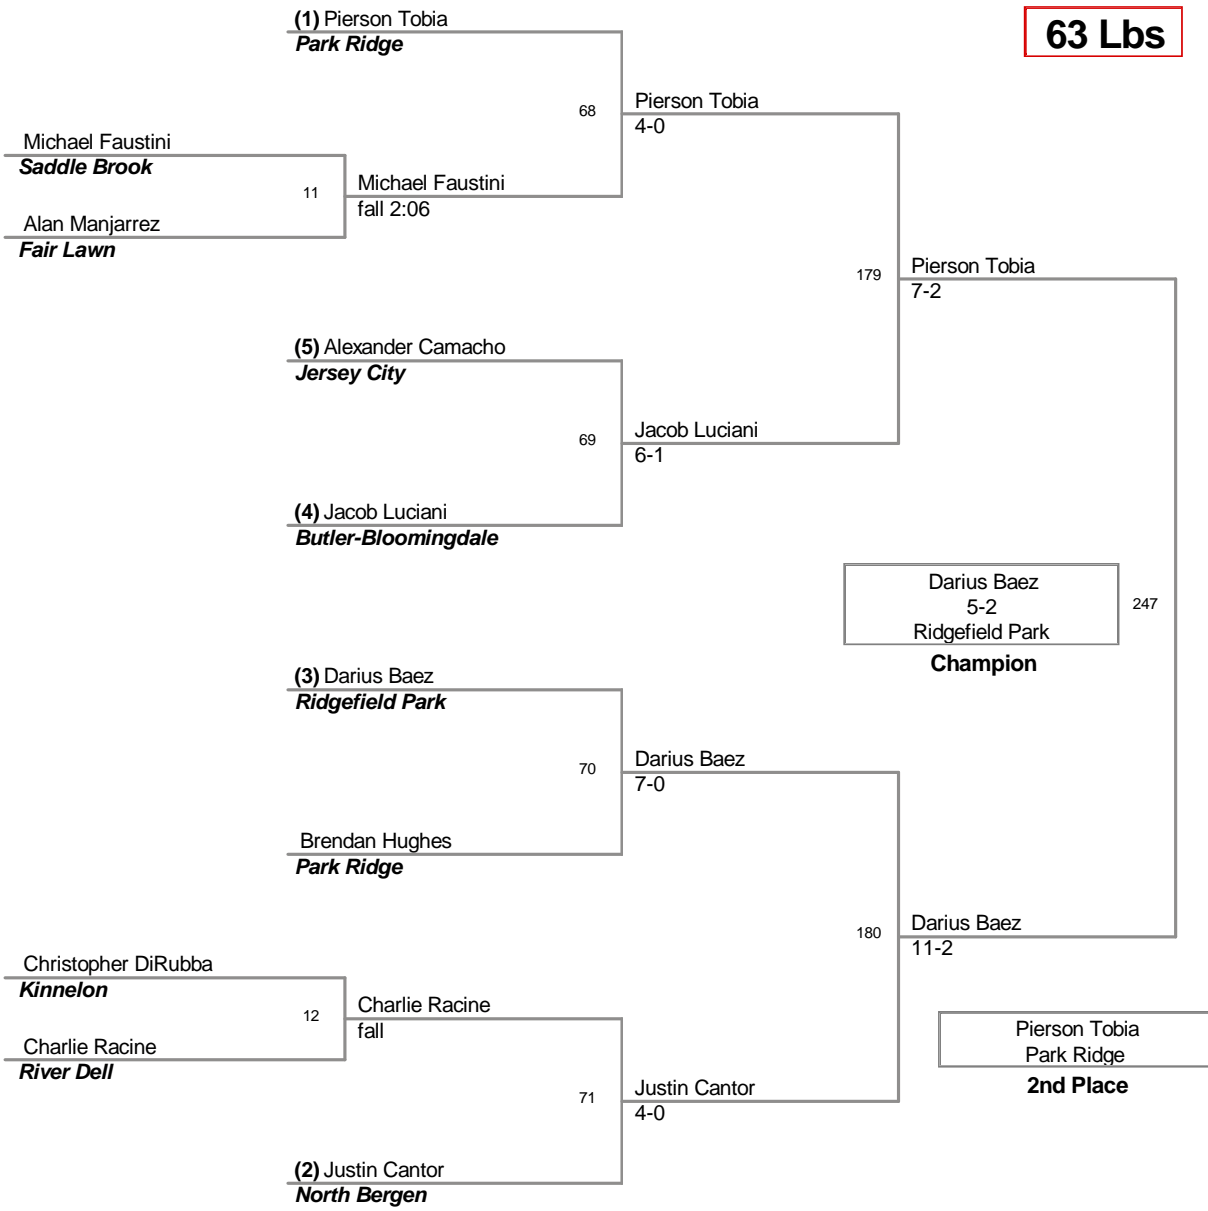 (1) Pierson Tobia
Park Ridge
63 Lbs
68
Pierson Tobia
4-0
Michael Faustini
Saddle Brook
11
Michael Faustini
fall 2:06
Alan Manjarrez
Fair Lawn
179
Pierson Tobia
7-2
(5) Alexander Camacho
Jersey City
69
Jacob Luciani
6-1
(4) Jacob Luciani
Butler-Bloomingdale
Darius Baez
5-2
Ridgefield Park
247
Champion
(3) Darius Baez
Ridgefield Park
70
Darius Baez
7-0
Brendan Hughes
Park Ridge
180
Darius Baez
11-2
Christopher DiRubba
Kinnelon
12
Charlie Racine
fall
Charlie Racine
River Dell
Pierson Tobia
Park Ridge
2nd Place
71
Justin Cantor
4-0
(2) Justin Cantor
North Bergen